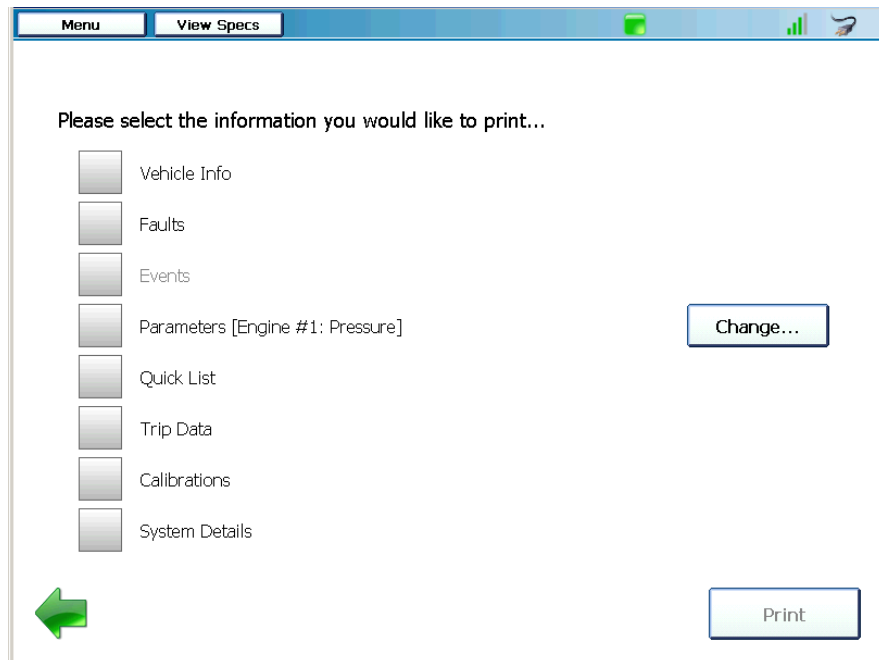 Menu
View Specs
Please select the information you would like to print...
Vehicle Info
Faults
Events
Parameters [Engine #1: Pressure]
Change...
Quick List
Trip Data
Calibrations
System Details
Print